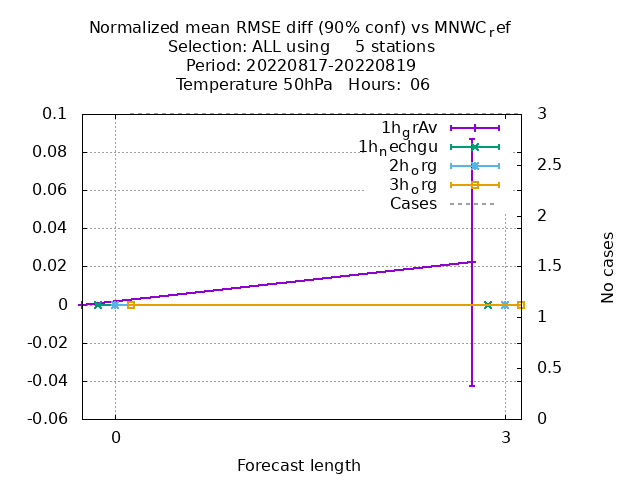 Normalized mean RMSE diff (90% conf) vs MNWC_ref
Selection: ALL using 5 stations
Period: 20220817-20220819
Temperature 50hPa Hours: 06
0.1
0.08
0.06
0.04
0.02
0
-0.02
-0.04
-0.06
3
2.5
2
1.5
1
0.5
0
1h_grAv
1h_nechgu
2h_org
3h_org
Cases
No cases
0
3
Forecast length